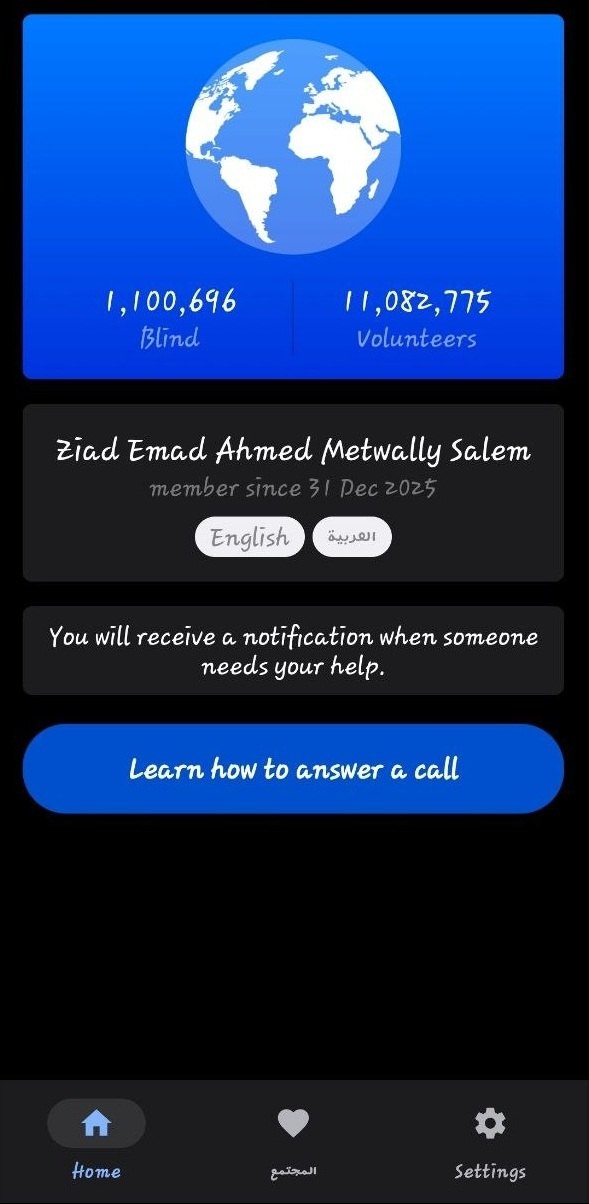 1,100,696
Blind
11,082,775
Volunteers
Ziad Emad Ahmed Metwally Salem
member since 31 Dec 2025
English
العربية
You will receive a notification when someone
needs your help.
Learn how to answer a call
Home
المجتمع
Settings